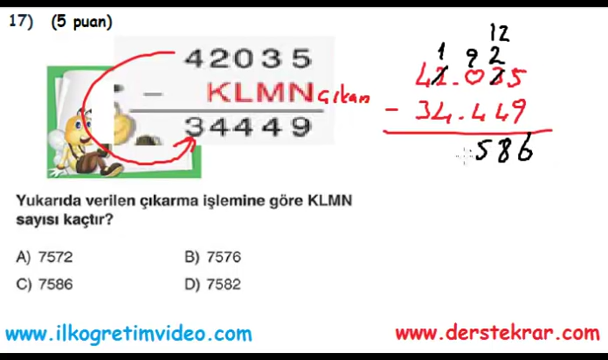 17) (5 puan)
42035
− KLMN çıkan
34449
12
1 9 2
42.035
− 34.449
586
Yukarıda verilen çıkarma işlemine göre KLMN
sayısı kaçtır?
A) 7572 B) 7576
C) 7586 D) 7582
www.ilkogretimvideo.com www.derstekrar.com